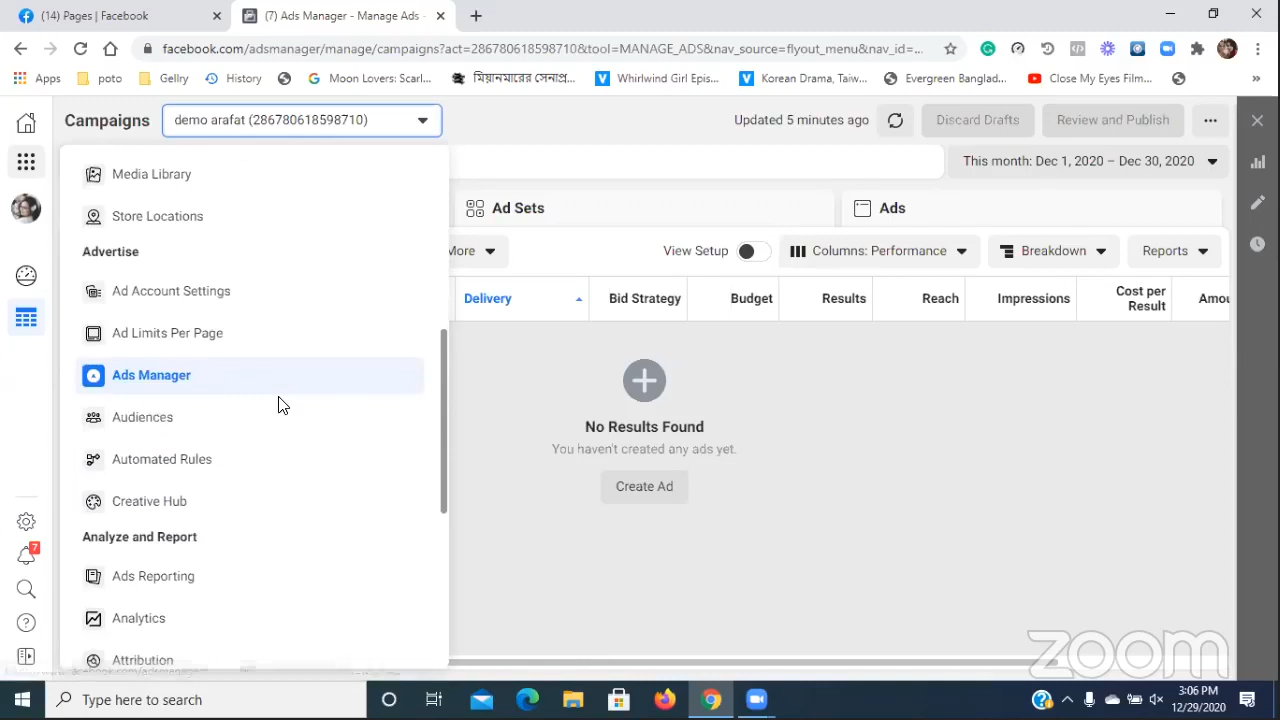 (14) Pages | Facebook
(7) Ads Manager - Manage Ads -
facebook.com/adsmanager/manage/campaigns?act=286780618598710&tool=MANAGE_ADS&nav_source=flyout_menu&nav_id=...
Apps
poto
Gellry
History
Moon Lovers: Scarl...
মিয়ানমারের সেনাপ্র...
Whirlwind Girl Epis...
Korean Drama, Taiw...
Evergreen Banglad...
Close My Eyes Film...
»
Campaigns
demo arafat (286780618598710)
Updated 5 minutes ago
Discard Drafts
Review and Publish
This month: Dec 1, 2020 – Dec 30, 2020
Media Library
Store Locations
Advertise
Ad Account Settings
Ad Limits Per Page
Ads Manager
Audiences
Automated Rules
Creative Hub
Analyze and Report
Ads Reporting
Analytics
Attribution
Ad Sets
Ads
More
View Setup
Columns: Performance
Breakdown
Reports
Delivery
Bid Strategy
Budget
Results
Reach
Impressions
Cost per
Result
Amou
No Results Found
You haven't created any ads yet.
Create Ad
7
zoom
Type here to search
3:06 PM
12/29/2020